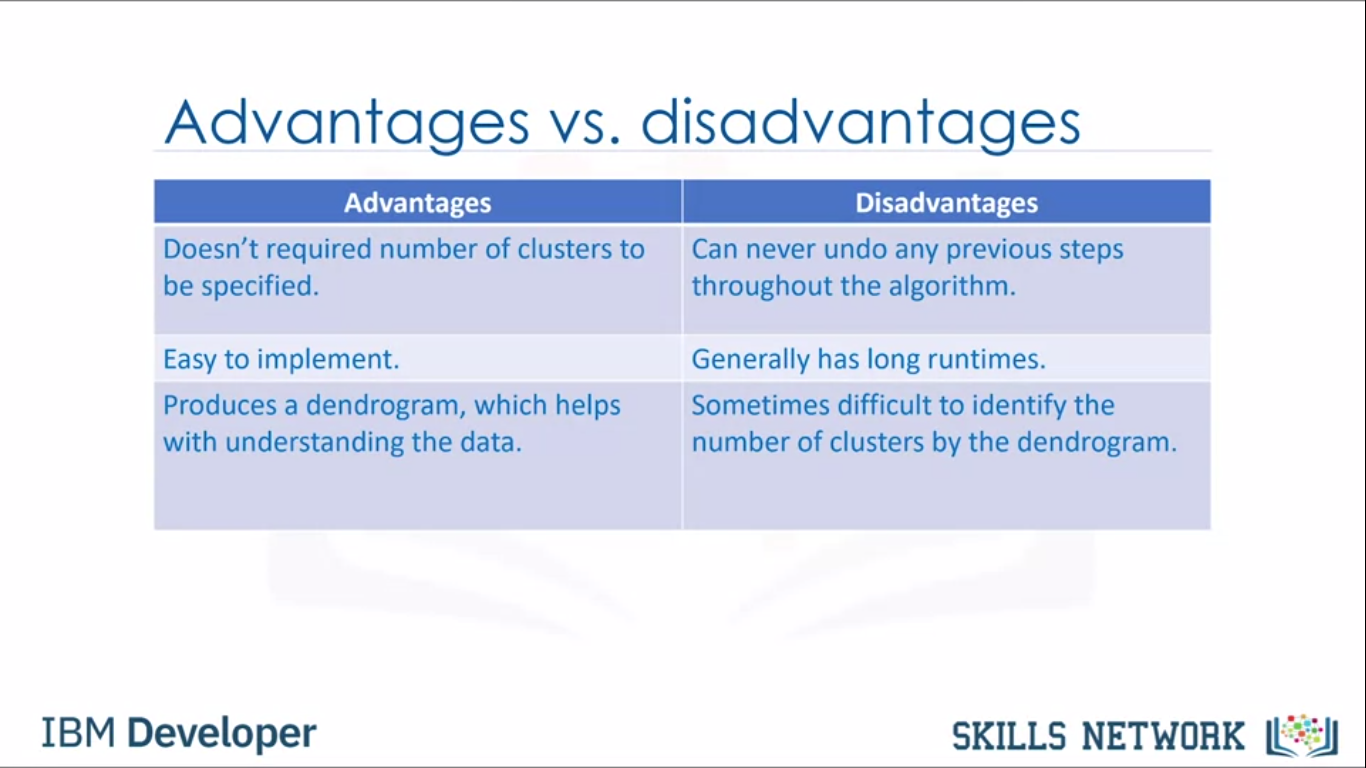 Advantages vs. disadvantages
Advantages
Disadvantages
Doesn't required number of clusters to
be specified.
Can never undo any previous steps
throughout the algorithm.
Easy to implement.
Generally has long runtimes.
Produces a dendrogram, which helps
with understanding the data.
Sometimes difficult to identify the
number of clusters by the dendrogram.
IBM Developer
SKILLS NETWORK